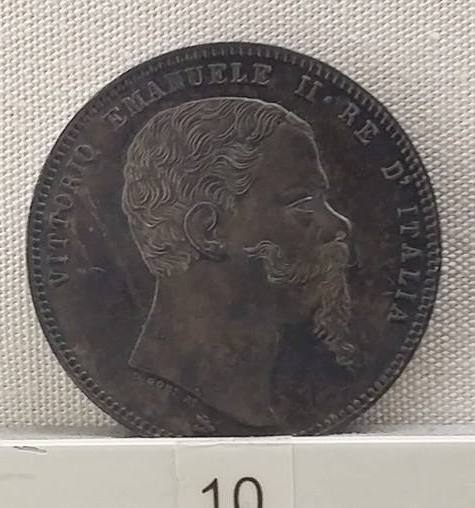 VITTORIO EMANUELE II · RE D'ITALIA
10